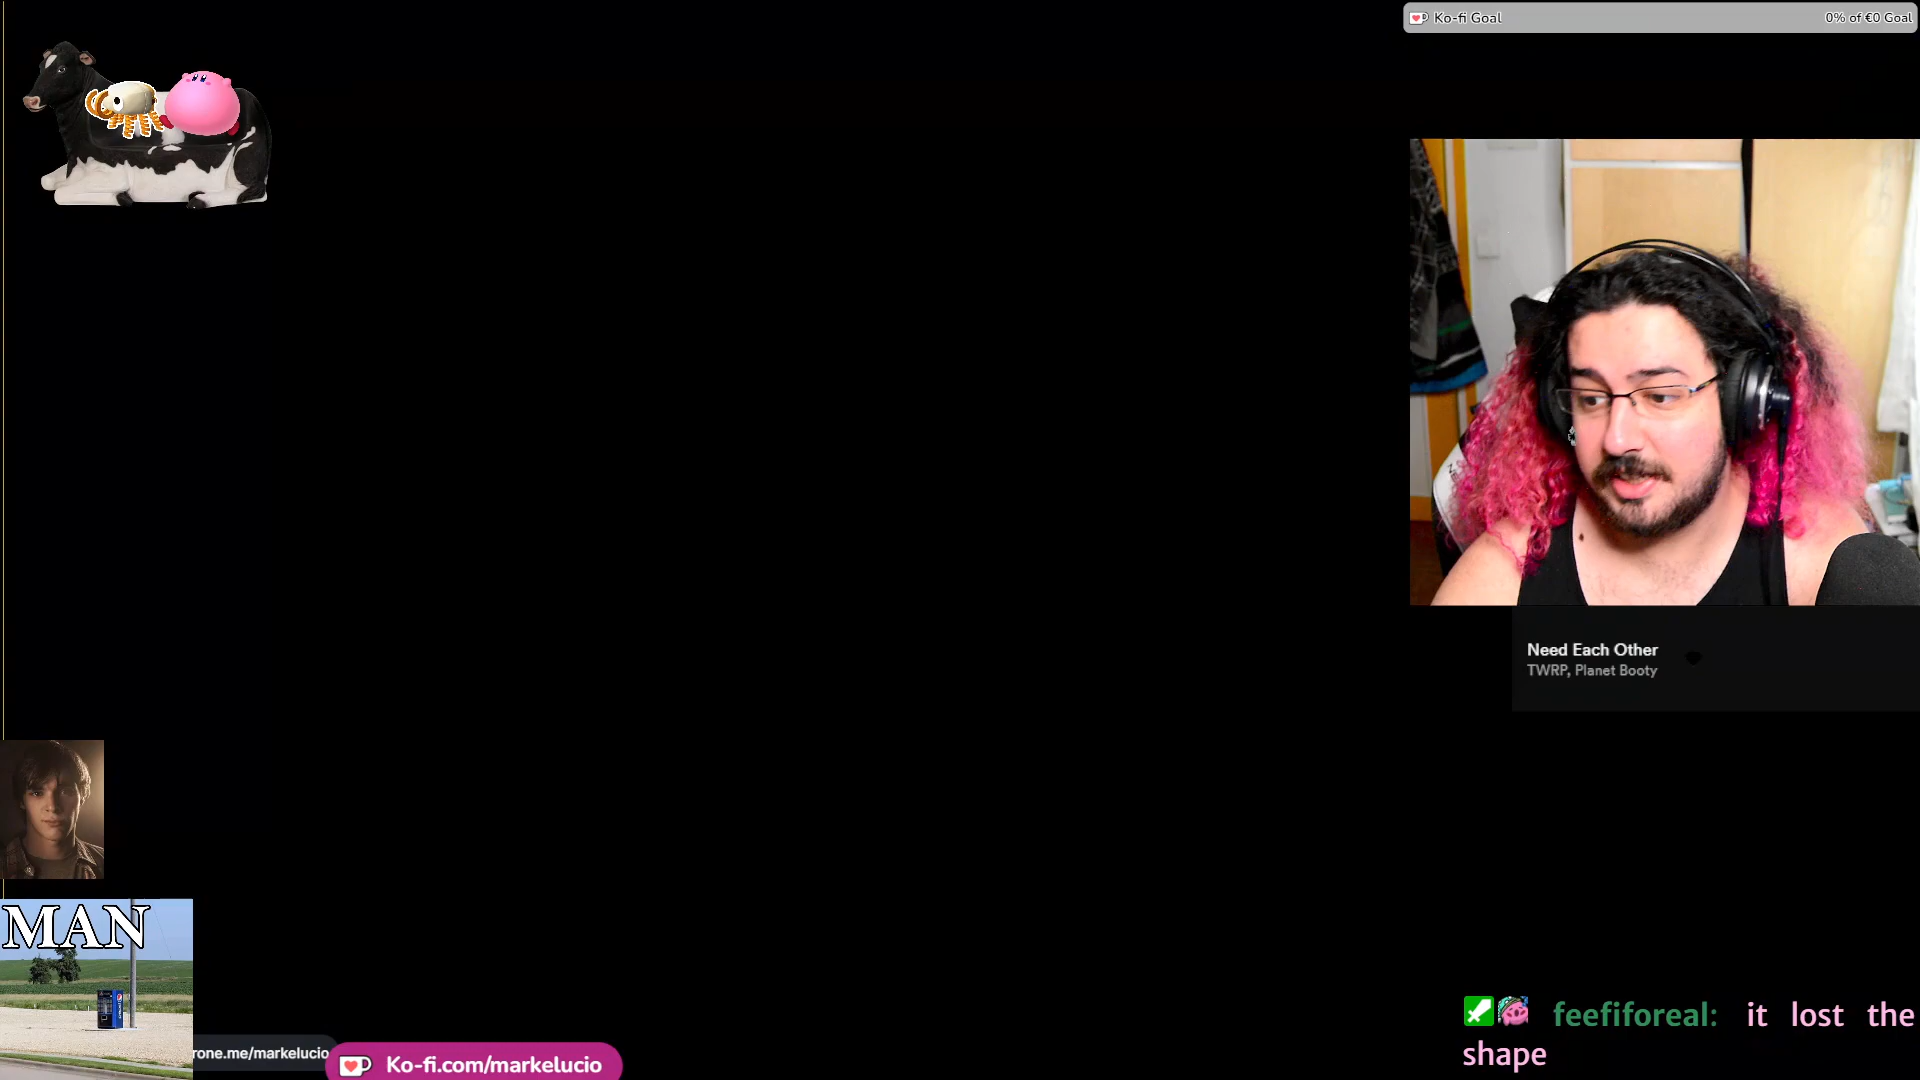 Ko-fi Goal 0% of €0 Goal
Need Each Other
TWRP, Planet Booty
MAN
rone.me/markelucio
Ko-fi.com/markelucio
feefiforeal: it lost the
shape